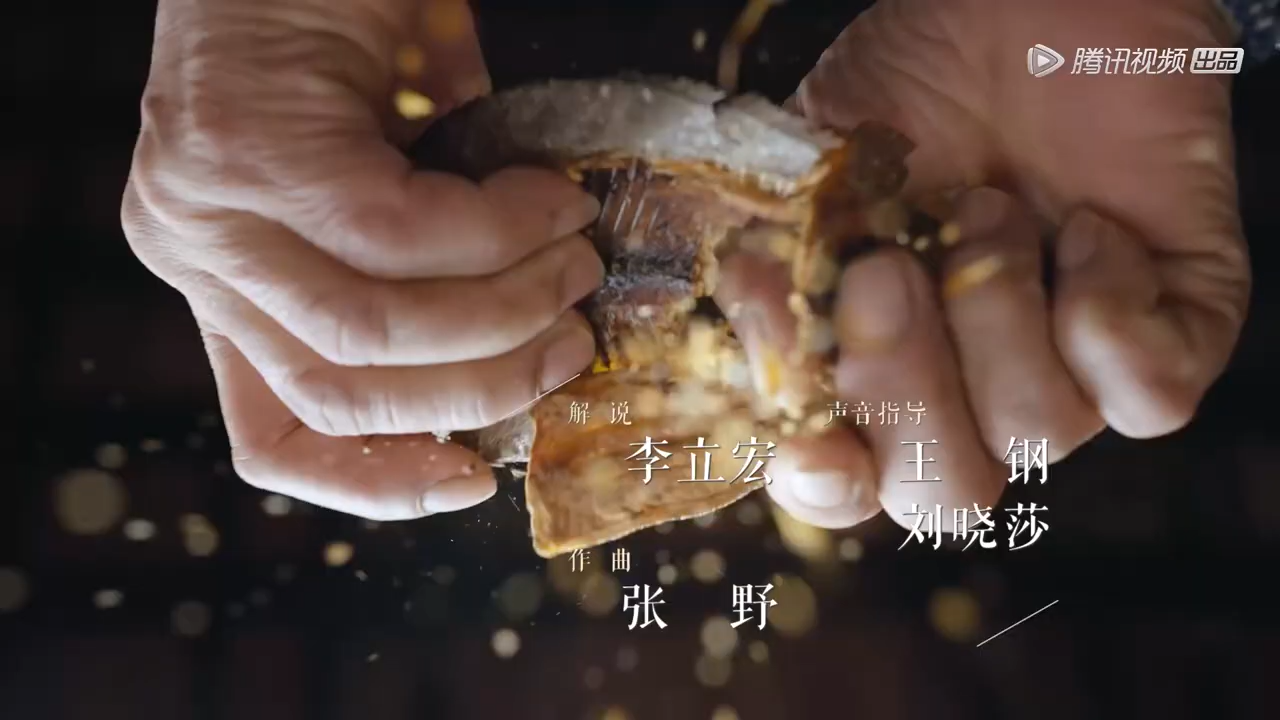 腾讯视频 出品
解 说
李立宏
声音指导
王 钢
刘晓莎
作 曲
张 野